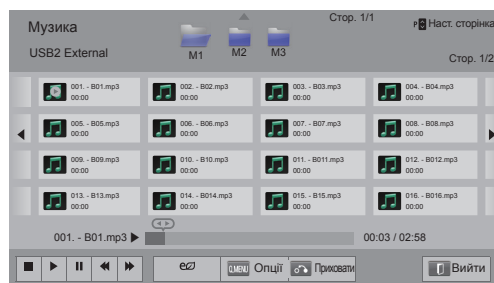 Музика
Стор. 1/1
P Наст. сторінка
USB2 External
M1
M2
M3
Стор. 1/2
001. - B01.mp3
00:00
002. - B02.mp3
00:00
003. - B03.mp3
00:00
004. - B04.mp3
00:00
005. - B05.mp3
00:00
006. - B06.mp3
00:00
007. - B07.mp3
00:00
008. - B08.mp3
00:00
009. - B09.mp3
00:00
010. - B10.mp3
00:00
011. - B011.mp3
00:00
012. - B012.mp3
00:00
013. - B13.mp3
00:00
014. - B014.mp3
00:00
015. - B15.mp3
00:00
016. - B016.mp3
00:00
001. - B01.mp3
00:03 / 02:58
Q.MENU Опції
Приховати
Вийти